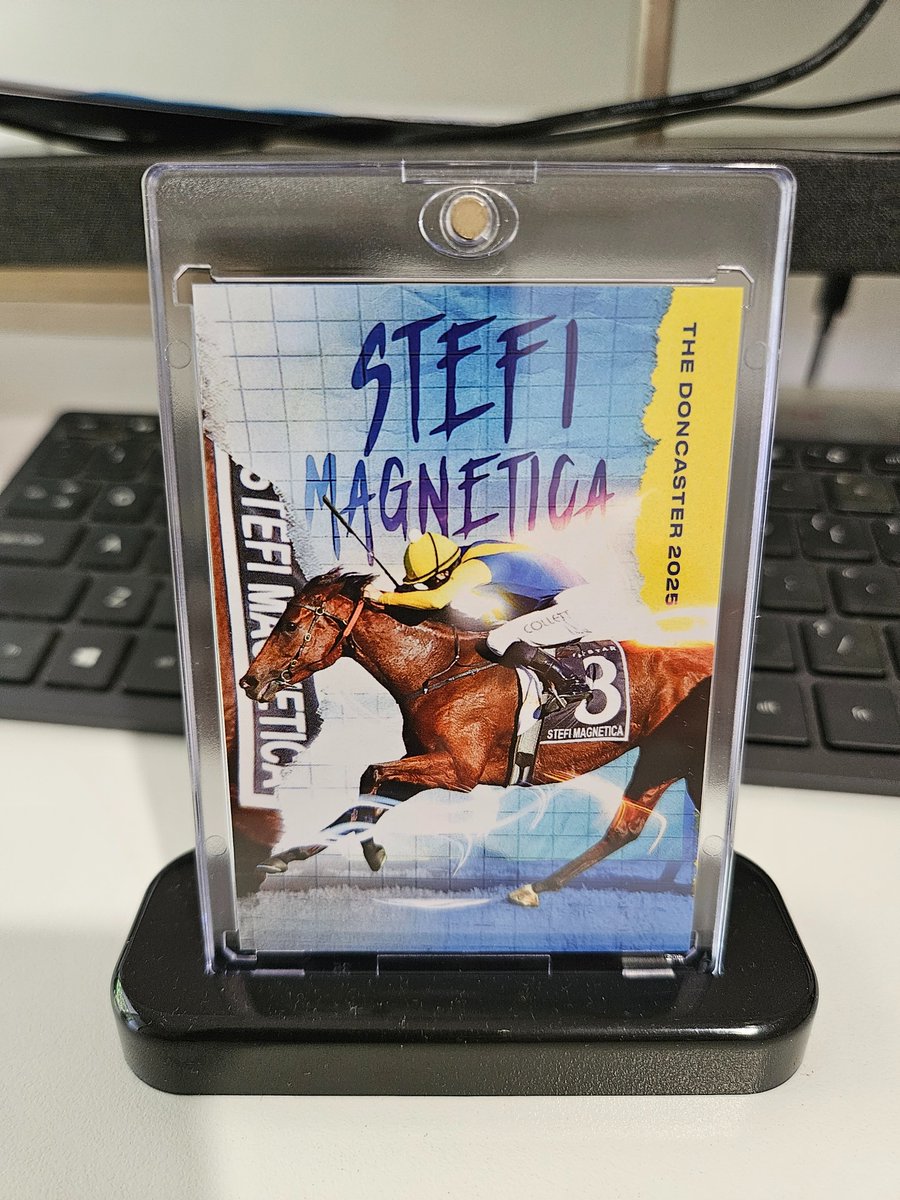 STEFI
MAGNETICA
THE DONCASTER 2025
STEFI MAGNETICA
COLLETT
3
STEFI MAGNETICA